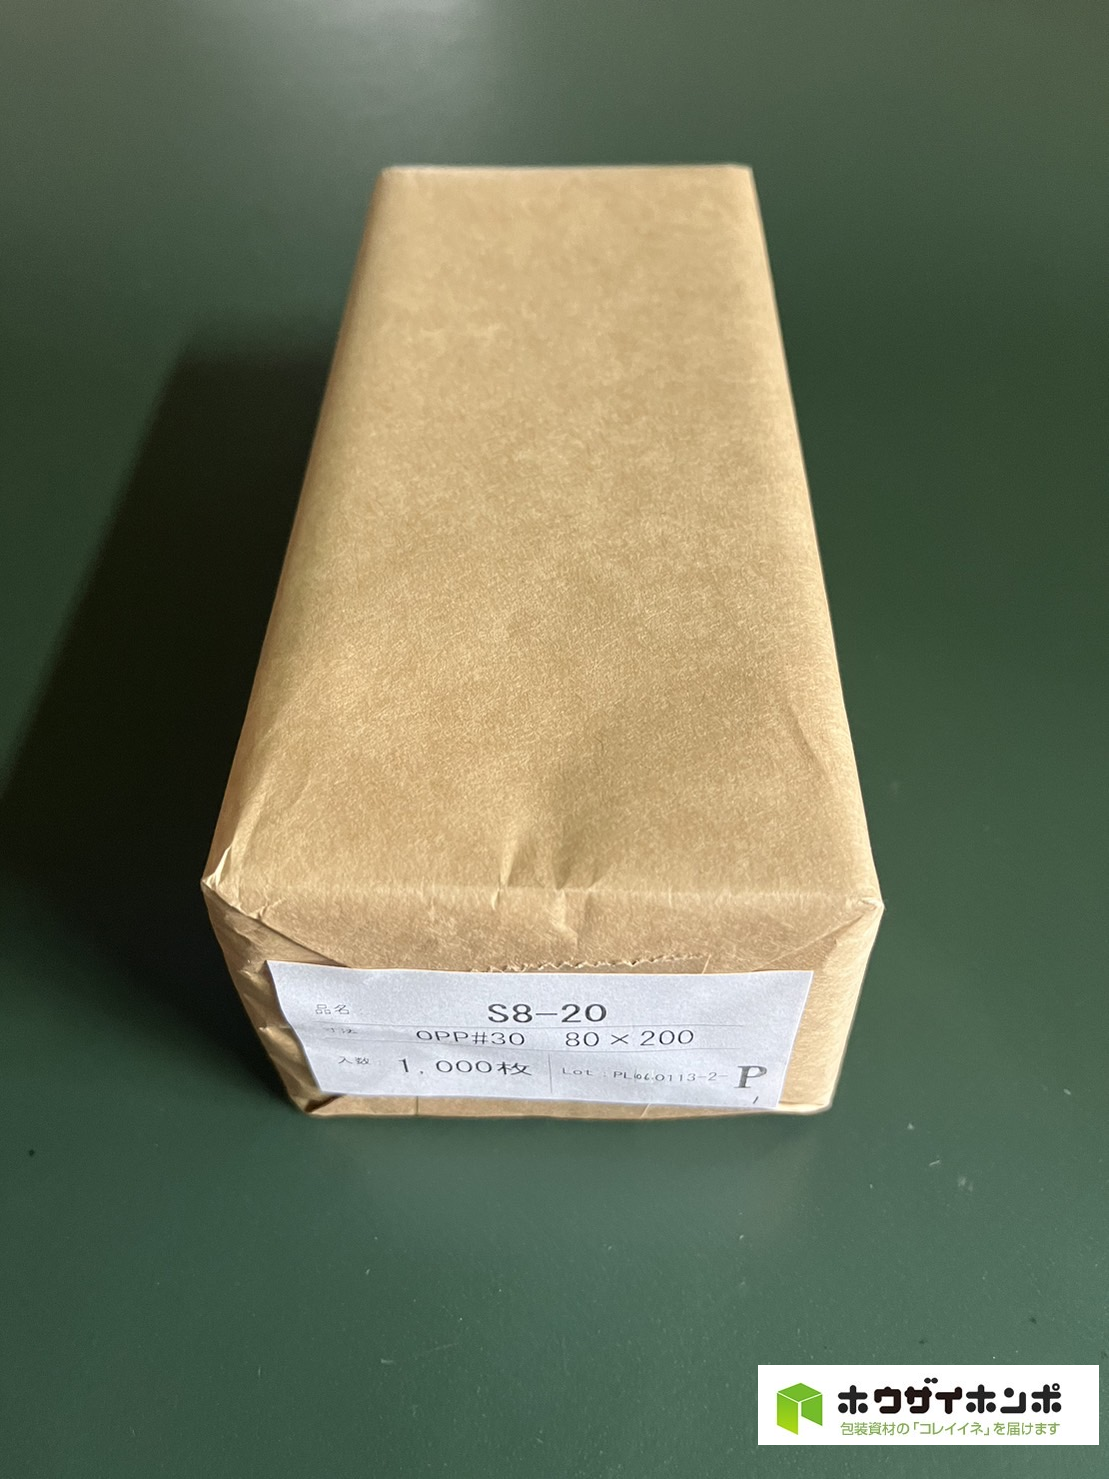 品名 S8-20
寸法 OPP#30 80×200
入数 1,000枚 Lot : PL060113-2- P
ホウザイホンポ
包装資材の「コレイイネ」を届けます